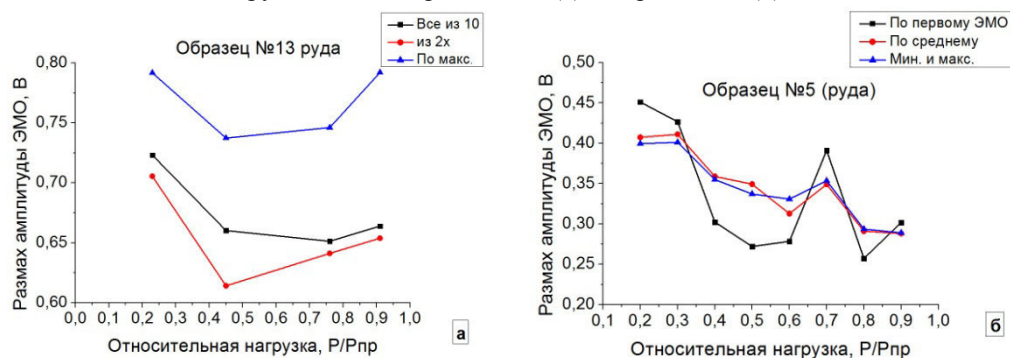 Все из 10
из 2х
По макс.
Образец №13 руда
0,80
0,75
0,70
0,65
0,60
Размах амплитуды ЭМО, В
0,0 0,1 0,2 0,3 0,4 0,5 0,6 0,7 0,8 0,9 1,0
Относительная нагрузка, Р/Рпр
а
По первому ЭМО
По среднему
Мин. и макс.
Образец №5 (руда)
0,50
0,45
0,40
0,35
0,30
0,25
0,20
Размах амплитуды ЭМО, В
0,1 0,2 0,3 0,4 0,5 0,6 0,7 0,8 0,9 1,0
Относительная нагрузка, Р/Рпр
б